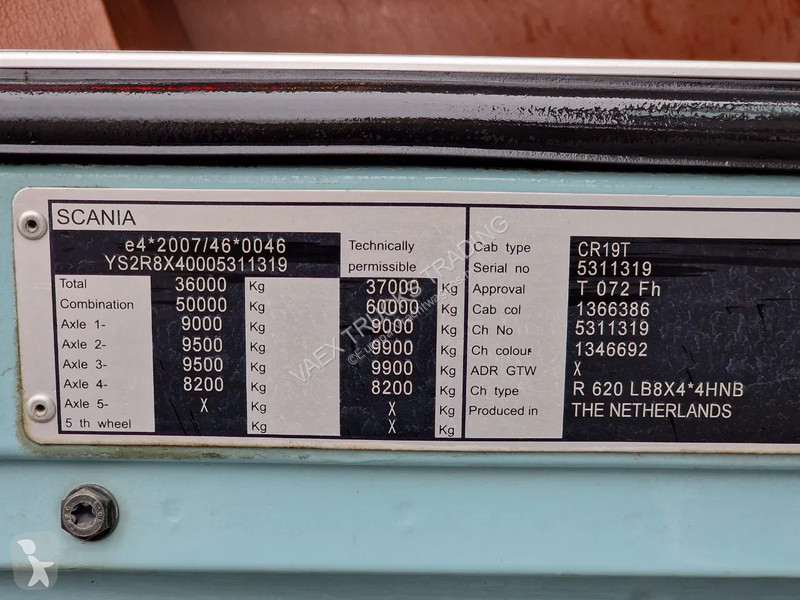 SCANIA
e4*2007/46*0046
YS2R8X40005311319
Technically
permissible
Total 36000 Kg 37000 Kg
Combination 50000 Kg 60000 Kg
Axle 1- 9000 Kg 9000 Kg
Axle 2- 9500 Kg 9900 Kg
Axle 3- 9500 Kg 9900 Kg
Axle 4- 8200 Kg 8200 Kg
Axle 5- X Kg X Kg
5 th wheel Kg X Kg
Cab type CR19T
Serial no 5311319
Approval T 072 Fh
Cab col 1366386
Ch No 5311319
Ch colour 1346692
ADR GTW X
Ch type R 620 LB8X4*4HNB
Produced in THE NETHERLANDS
VAEX TRUCKS TRADING